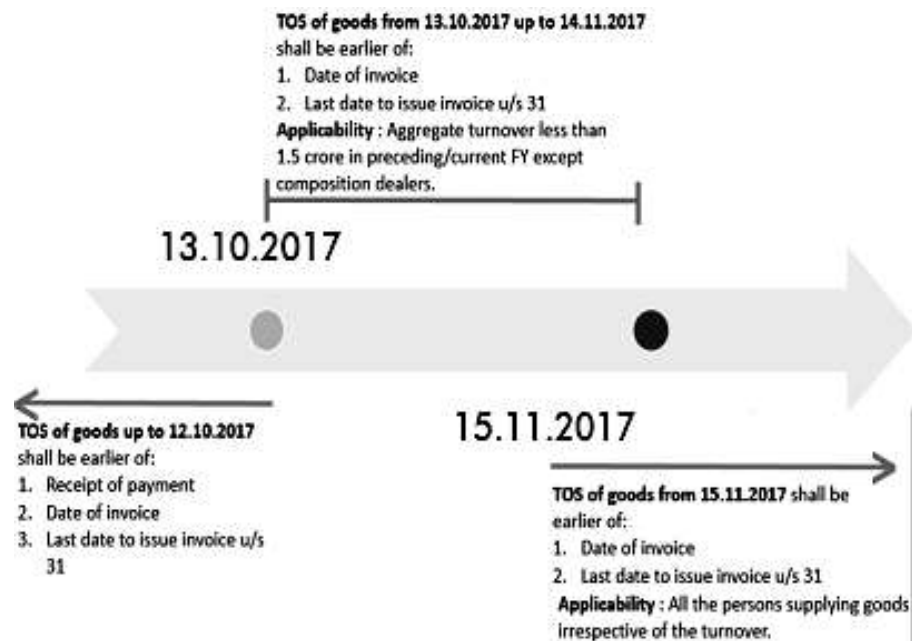 TOS of goods from 13.10.2017 up to 14.11.2017
shall be earlier of:
1. Date of invoice
2. Last date to issue invoice u/s 31
Applicability : Aggregate turnover less than
1.5 crore in preceding/current FY except
composition dealers.
13.10.2017
TOS of goods up to 12.10.2017
shall be earlier of:
1. Receipt of payment
2. Date of invoice
3. Last date to issue invoice u/s
31
15.11.2017
TOS of goods from 15.11.2017 shall be
earlier of:
1. Date of invoice
2. Last date to issue invoice u/s 31
Applicability : All the persons supplying goods
irrespective of the turnover.